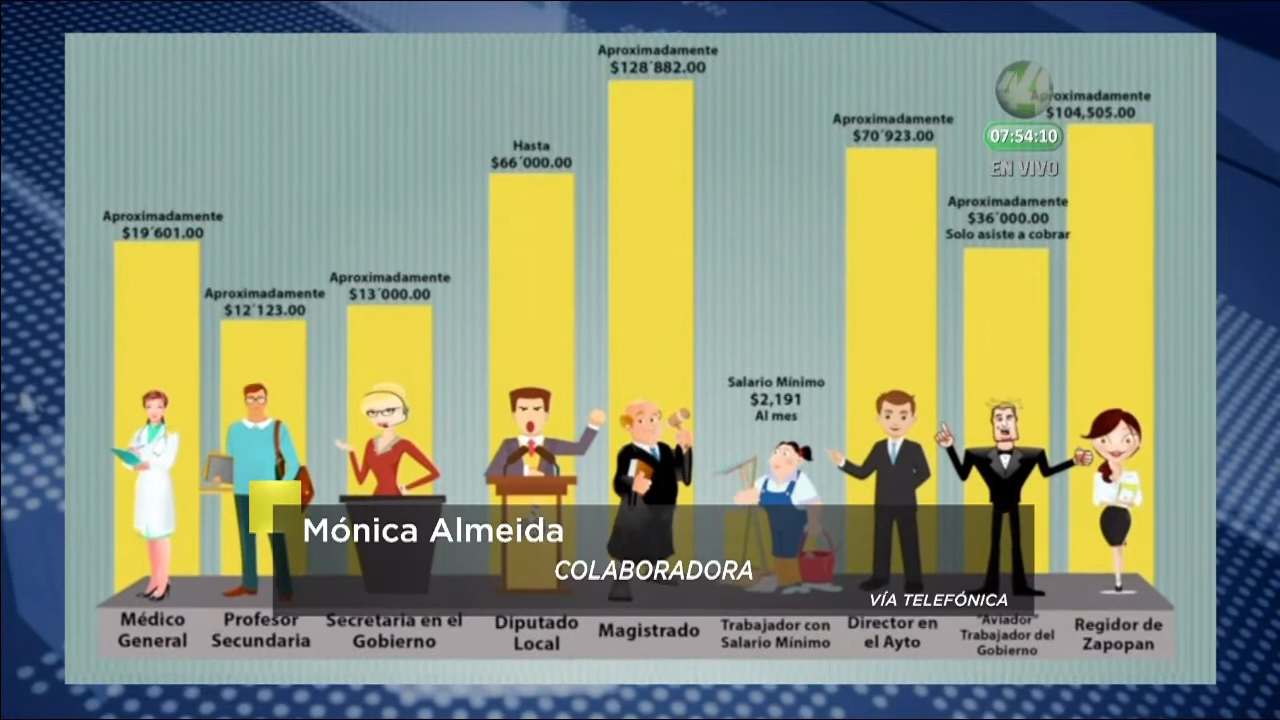 Aproximadamente
$19´601.00
Aproximadamente
$12´123.00
Aproximadamente
$13´000.00
Hasta
$66´000.00
Aproximadamente
$128´882.00
Salario Mínimo
$2,191
Al mes
Aproximadamente
$70´923.00
Aproximadamente
$36´000.00
Solo asiste a cobrar
Aproximadamente
$104,505.00
07:54:10
EN VIVO
Mónica Almeida
COLABORADORA
VÍA TELEFÓNICA
Médico
General
Profesor
Secundaria
Secretaria en el
Gobierno
Diputado
Local
Magistrado
Trabajador con
Salario Mínimo
Director en
el Ayto
"Aviador"
Trabajador del
Gobierno
Regidor de
Zapopan